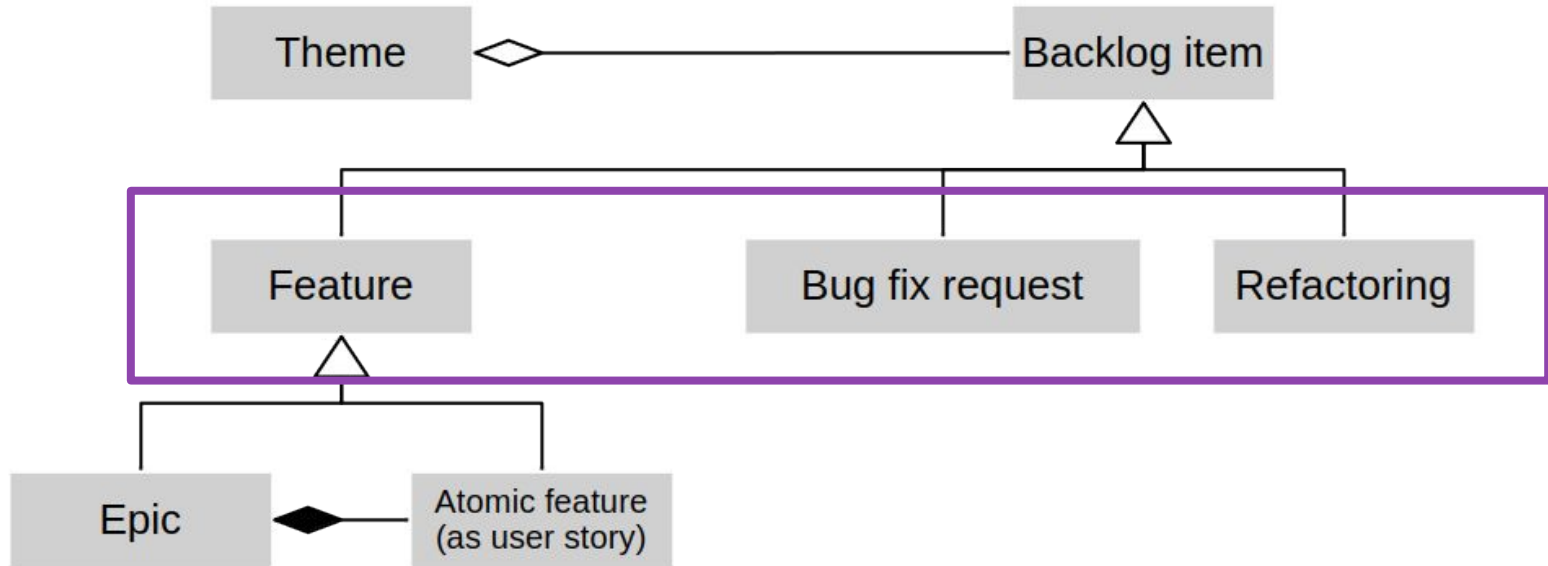 Theme
Backlog item
Feature
Bug fix request
Refactoring
Epic
Atomic feature
(as user story)